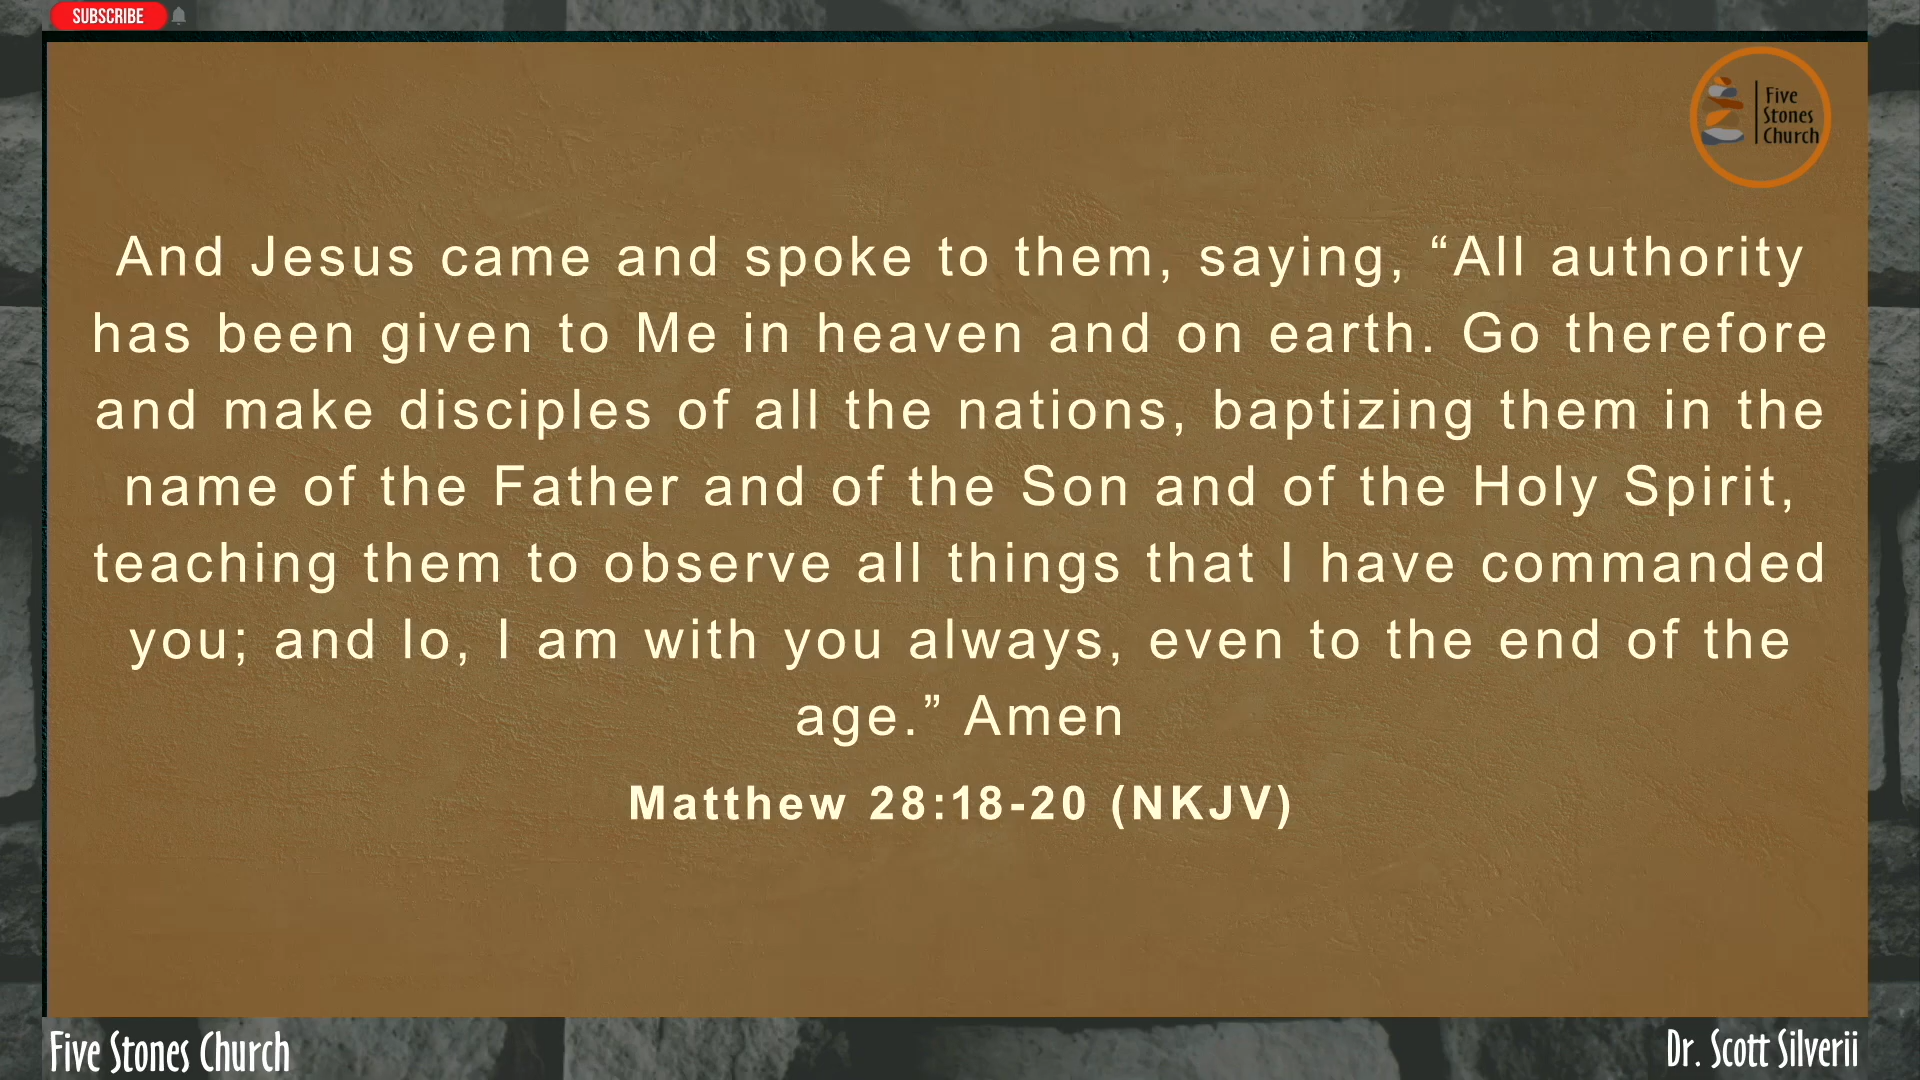 SUBSCRIBE
Five
Stones
Church
And Jesus came and spoke to them, saying, “All authority
has been given to Me in heaven and on earth. Go therefore
and make disciples of all the nations, baptizing them in the
name of the Father and of the Son and of the Holy Spirit,
teaching them to observe all things that I have commanded
you; and lo, I am with you always, even to the end of the
age.” Amen
Matthew 28:18-20 (NKJV)
Five Stones Church
Dr. Scott Silverii